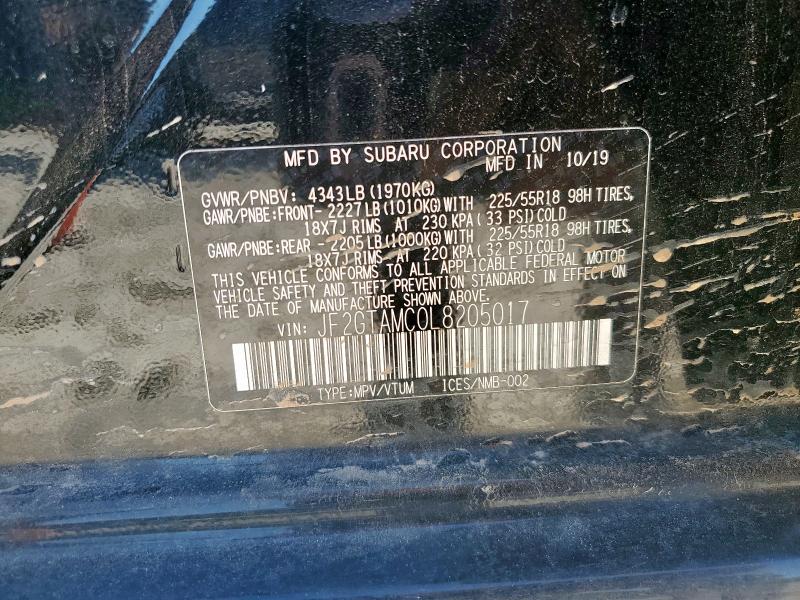 MFD BY SUBARU CORPORATION
MFD IN 10/19
GVWR/PNBV: 4343LB(1970KG)
GAWR/PNBE:FRONT- 2227LB(1010KG)WITH 225/55R18 98H TIRES,
18X7J RIMS AT 230 KPA(33 PSI)COLD
GAWR/PNBE:REAR - 2205LB(1000KG)WITH 225/55R18 98H TIRES,
18X7J RIMS AT 220 KPA(32 PSI)COLD
THIS VEHICLE CONFORMS TO ALL APPLICABLE FEDERAL MOTOR
VEHICLE SAFETY AND THEFT PREVENTION STANDARDS IN EFFECT ON
THE DATE OF MANUFACTURE SHOWN ABOVE.
VIN: JF2GTAMC0L8205017
TYPE:MPV/VTUM ICES/NMB-002